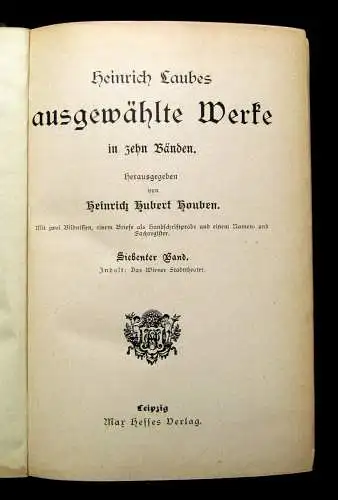 Heinrich Laubes
ausgewählte Werke
in zehn Bänden.
Herausgegeben
von
Heinrich Hubert Houben.
Mit zwei Bildnissen, einem Briefe als Handschriftprobe und einem Namen- und
Sachregister.
Siebenter Band.
Inhalt: Das Wiener Stadttheater.
Leipzig
Max Hesses Verlag.